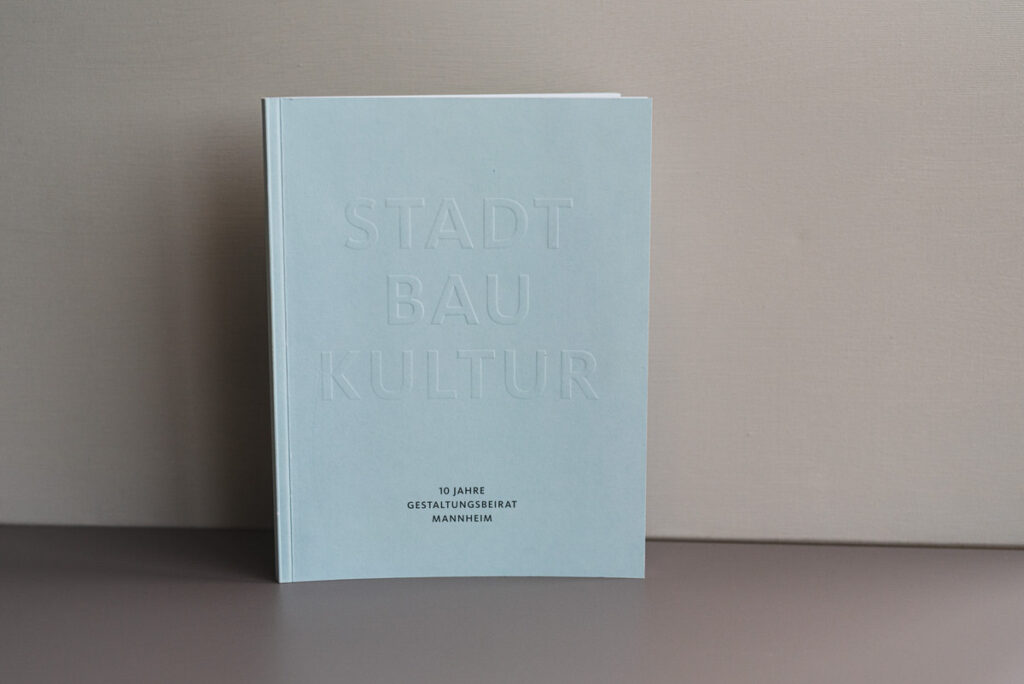 STADT
BAU
KULTUR
10 JAHRE
GESTALTUNGSBEIRAT
MANNHEIM